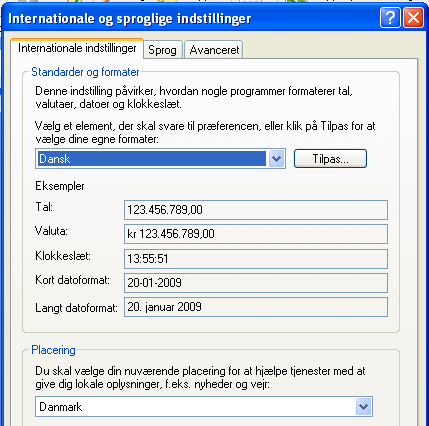 Internationale og sproglige indstillinger
Internationale indstillinger Sprog Avanceret
Standarder og formater
Denne indstilling påvirker, hvordan nogle programmer formaterer tal,
valutaer, datoer og klokkeslæt.
Vælg et element, der skal svare til præferencen, eller klik på Tilpas for at
vælge dine egne formater:
Dansk Tilpas...
Eksempler
Tal: 123.456.789,00
Valuta: kr 123.456.789,00
Klokkeslæt: 13:55:51
Kort datoformat: 20-01-2009
Langt datoformat: 20. januar 2009
Placering
Du skal vælge din nuværende placering for at hjælpe tjenester med at
give dig lokale oplysninger, f.eks. nyheder og vejr:
Danmark